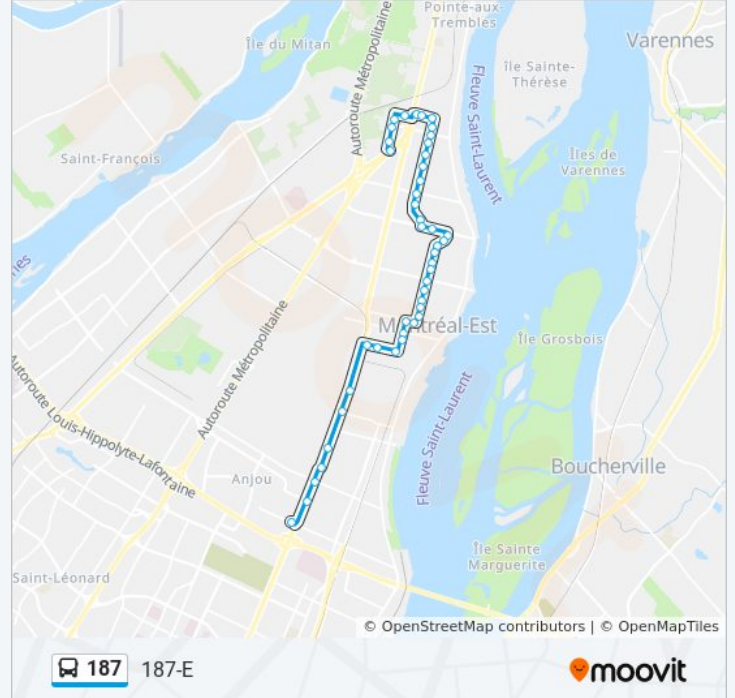 Pointe-aux-
Trembles
Varennes
Île du Mitan
Île Sainte-
Thérèse
Autoroute Métropolitaine
Fleuve Saint-Laurent
Saint-François
Îles de
Varennes
es
Montréal-Est
Île Grosbois
Autoroute Métropolitaine
Autoroute Louis-Hippolyte-Lafontaine
Fleuve Saint-Laurent
Anjou
Boucherville
Île Sainte
Marguerite
Saint-Léonard
© OpenStreetMap contributors | © OpenMapTiles
187 187-E
moovit